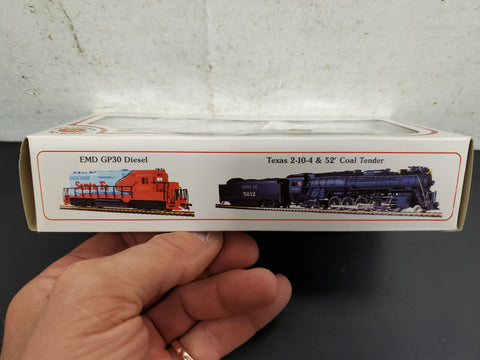 EMD GP30 Diesel
Texas 2-10-4 & 52' Coal Tender
Santa Fe
SANTA FE
5012